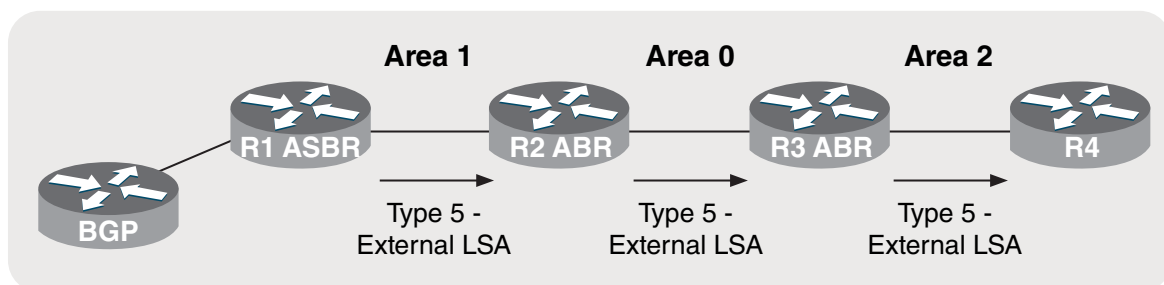 Area 1
Area 0
Area 2
R1 ASBR
R2 ABR
R3 ABR
R4
BGP
Type 5 -
External LSA
Type 5 -
External LSA
Type 5 -
External LSA